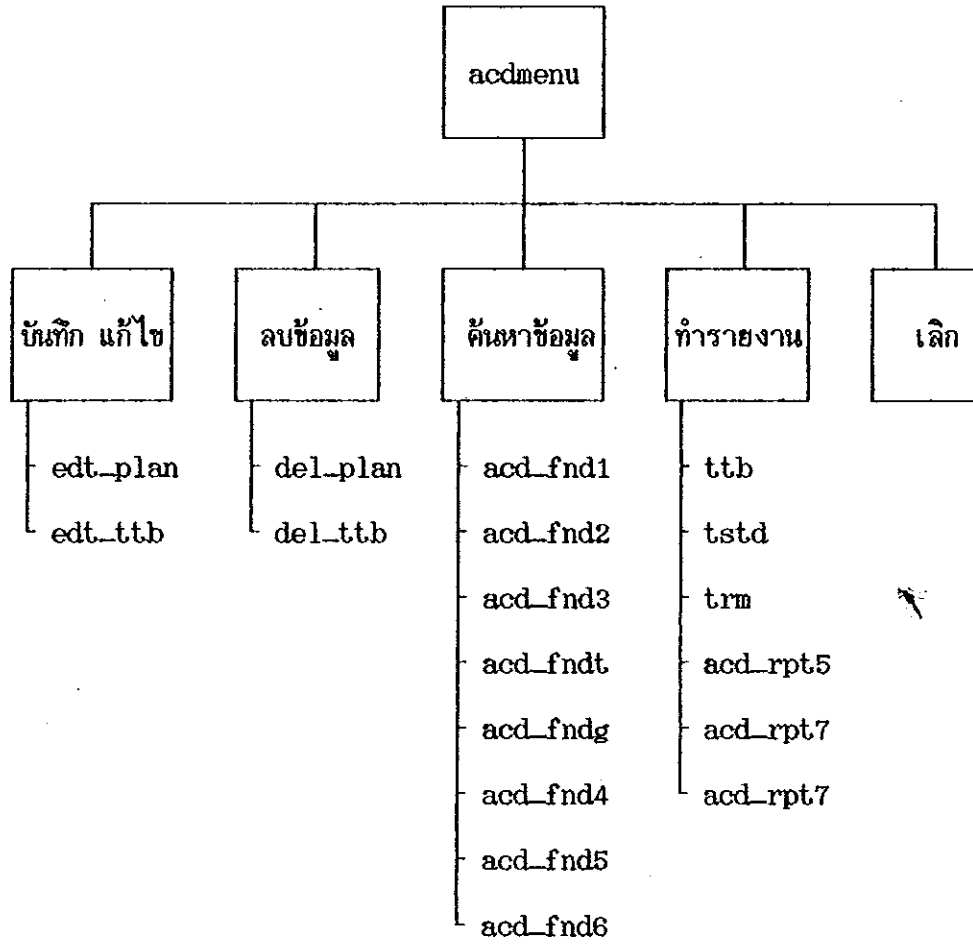 acdmenu
บันทึก แก้ไข
ลบข้อมูล
ค้นหาข้อมูล
ทำรายงาน
เลิก
edt_plan
edt_ttb
del_plan
del_ttb
acd_fnd1
acd_fnd2
acd_fnd3
acd_fndt
acd_fndg
acd_fnd4
acd_fnd5
acd_fnd6
ttb
tstd
trm
acd_rpt5
acd_rpt7
acd_rpt7